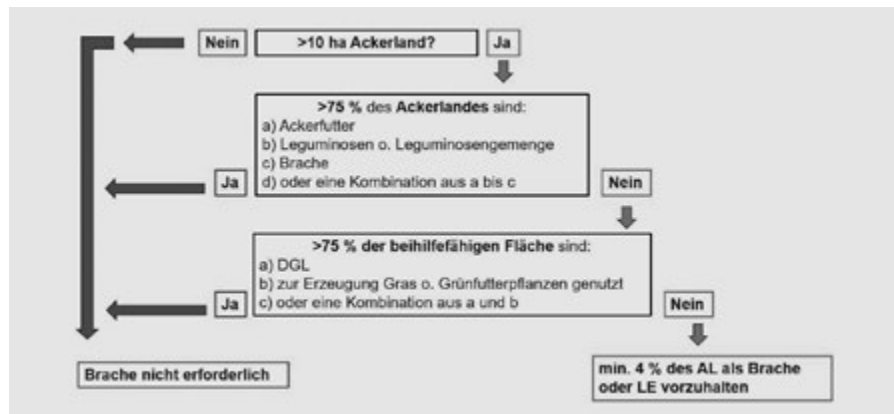 Nein
>10 ha Ackerland?
Ja
>75 % des Ackerlandes sind:
a) Ackerfutter
b) Leguminosen o. Leguminosengemenge
c) Brache
d) oder eine Kombination aus a bis c
Ja
Nein
>75 % der beihilfefähigen Fläche sind:
a) DGL
b) zur Erzeugung Gras o. Grünfutterpflanzen genutzt
c) oder eine Kombination aus a und b
Ja
Nein
Brache nicht erforderlich
min. 4 % des AL als Brache
oder LE vorzuhalten